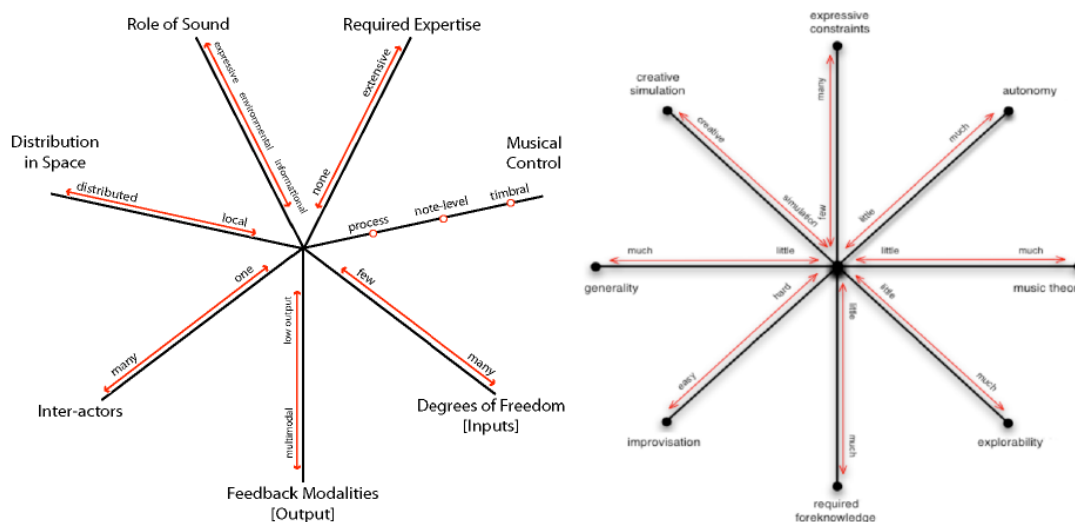 Role of Sound
Required Expertise
Distribution
in Space
Musical
Control
expressive
environmental
informational
extensive
none
distributed
local
process
note-level
timbral
one
many
low output
multimodal
few
many
Inter-actors
Degrees of Freedom
[Inputs]
Feedback Modalities
[Output]
expressive
constraints
creative
simulation
autonomy
many
few
creative
simulation
much
little
much
little
little
much
generality
music theor
hard
easy
little
much
little
much
improvisation
explorability
required
foreknowledge